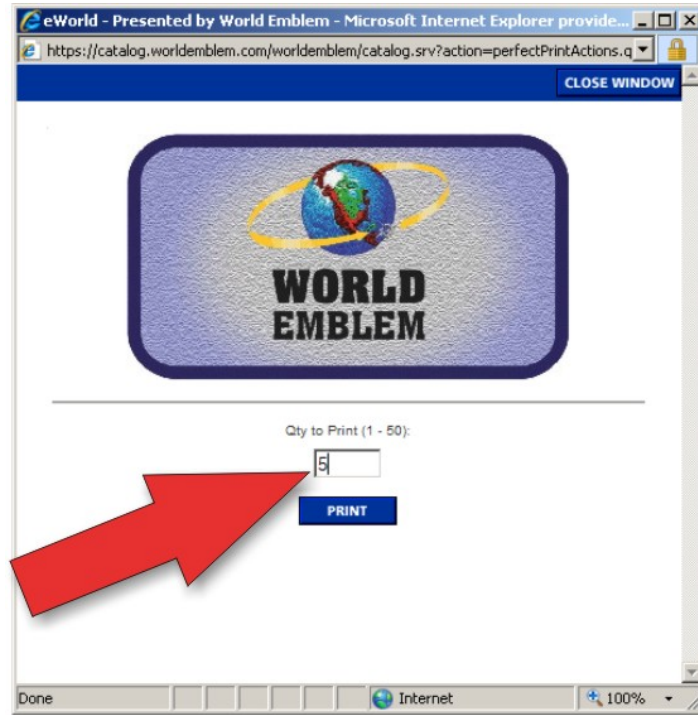 eWorld - Presented by World Emblem - Microsoft Internet Explorer provide...
https://catalog.worldemblem.com/worldemblem/catalog.srv?action=perfectPrintActions.q
CLOSE WINDOW
WORLD
EMBLEM
Qty to Print (1 - 50):
5
PRINT
Done
Internet
100%